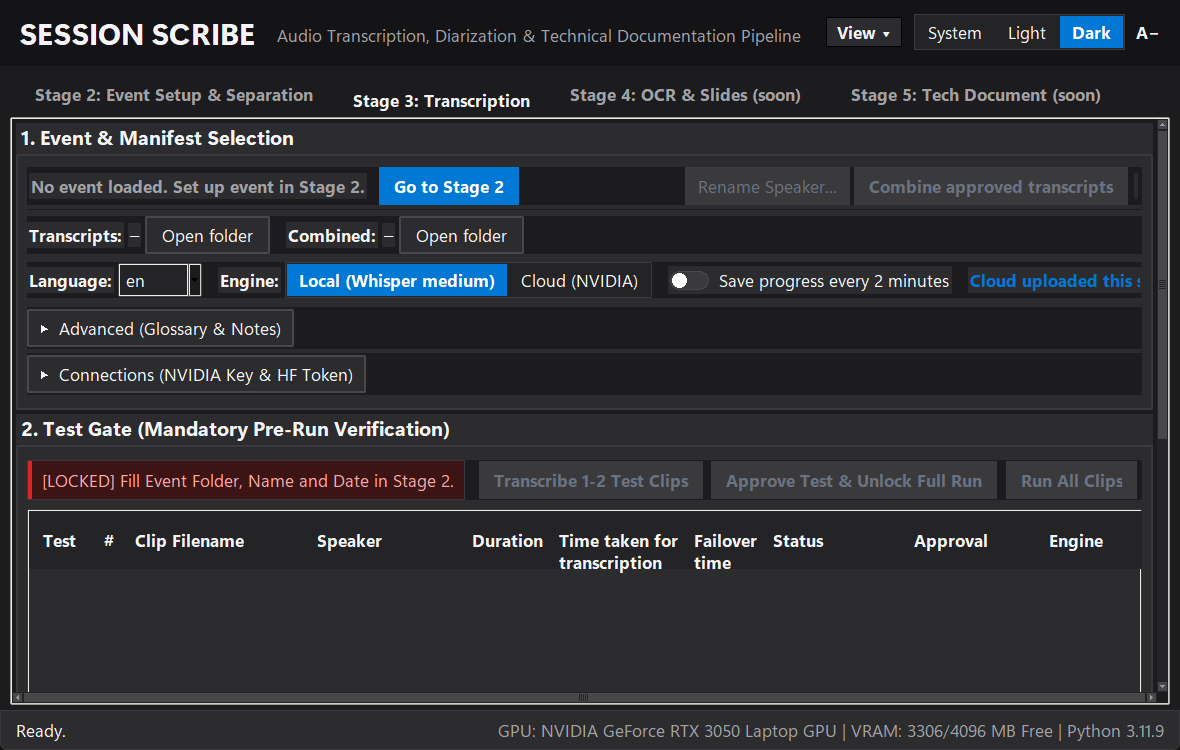 SESSION SCRIBE Audio Transcription, Diarization & Technical Documentation Pipeline View ▾ System Light Dark A−
Stage 2: Event Setup & Separation Stage 3: Transcription Stage 4: OCR & Slides (soon) Stage 5: Tech Document (soon)
1. Event & Manifest Selection
No event loaded. Set up event in Stage 2. Go to Stage 2 Rename Speaker... Combine approved transcripts
Transcripts: – Open folder Combined: – Open folder
Language: en Engine: Local (Whisper medium) Cloud (NVIDIA) Save progress every 2 minutes Cloud uploaded this
▸ Advanced (Glossary & Notes)
▸ Connections (NVIDIA Key & HF Token)
2. Test Gate (Mandatory Pre-Run Verification)
[LOCKED] Fill Event Folder, Name and Date in Stage 2. Transcribe 1-2 Test Clips Approve Test & Unlock Full Run Run All Clips
Test # Clip Filename Speaker Duration Time taken for transcription Failover time Status Approval Engine
Ready. GPU: NVIDIA GeForce RTX 3050 Laptop GPU | VRAM: 3306/4096 MB Free | Python 3.11.9